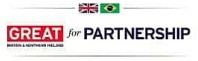 GREAT for PARTNERSHIP
BRITAIN & NORTHERN IRELAND